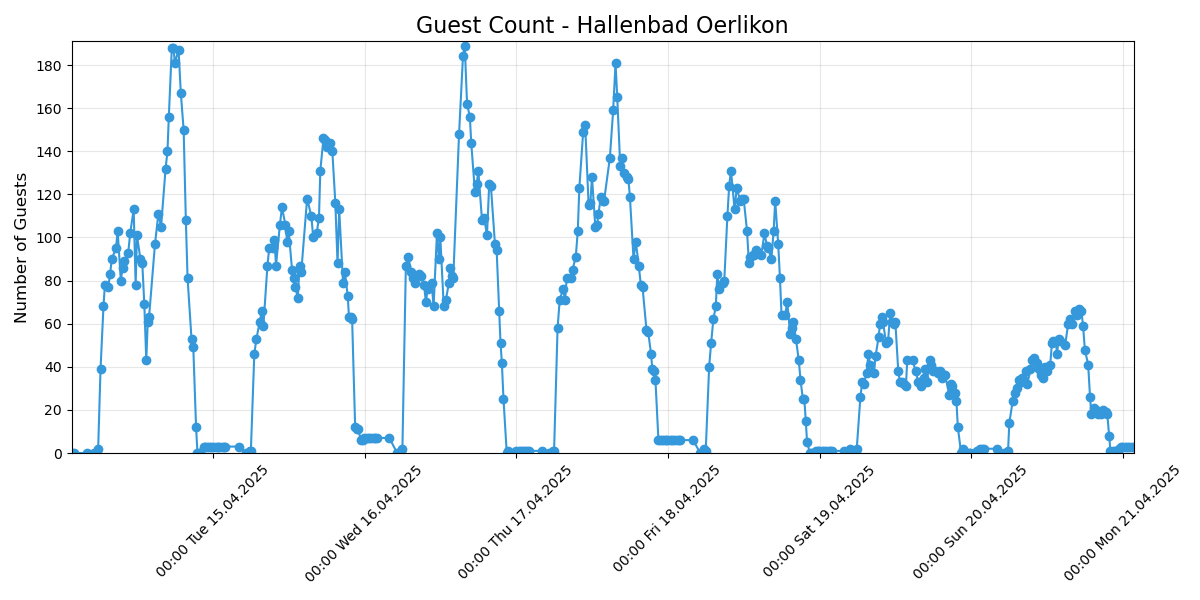 Guest Count - Hallenbad Oerlikon
Number of Guests
180
160
140
120
100
80
60
40
20
0
00:00 Tue 15.04.2025
00:00 Wed 16.04.2025
00:00 Thu 17.04.2025
00:00 Fri 18.04.2025
00:00 Sat 19.04.2025
00:00 Sun 20.04.2025
00:00 Mon 21.04.2025